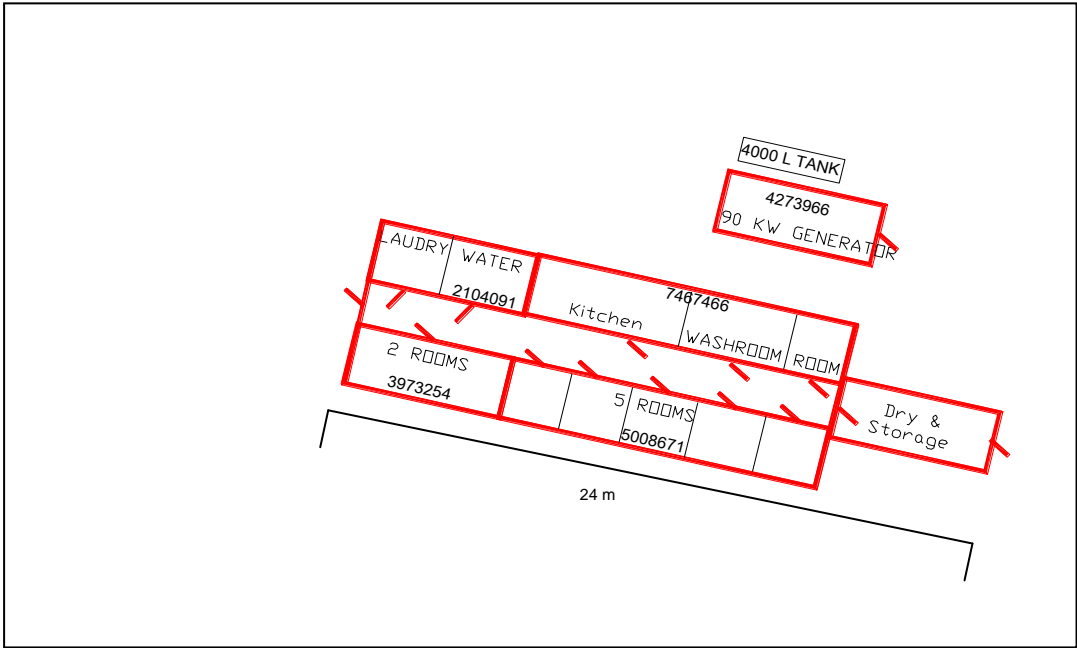 4000 L TANK
4273966
90 KW GENERATOR
LAUDRY
WATER
2104091
7467466
Kitchen
WASHROOM
ROOM
2 ROOMS
3973254
5 ROOMS
5008671
Dry &
Storage
24 m